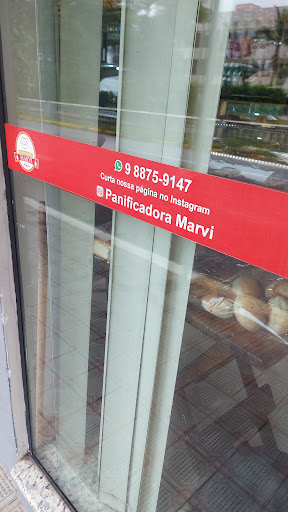 9 8875-9147
Curta nossa página no Instagram
Panificadora Marvi